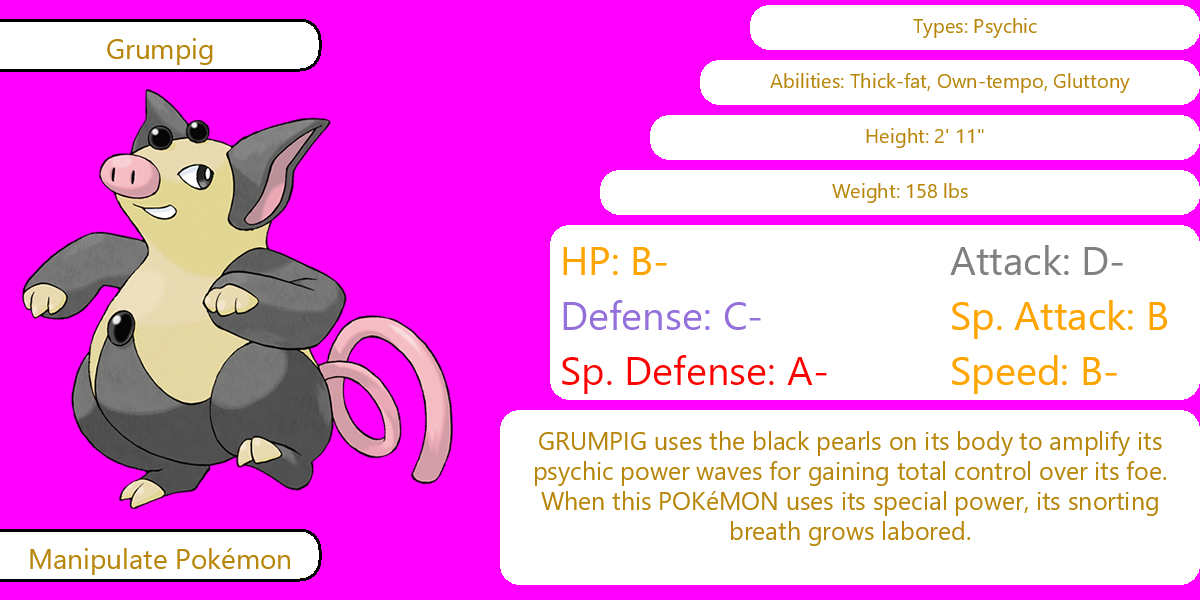 Grumpig
Types: Psychic
Abilities: Thick-fat, Own-tempo, Gluttony
Height: 2' 11"
Weight: 158 lbs
HP: B-
Attack: D-
Defense: C-
Sp. Attack: B
Sp. Defense: A-
Speed: B-
GRUMPIG uses the black pearls on its body to amplify its
psychic power waves for gaining total control over its foe.
When this POKéMON uses its special power, its snorting
breath grows labored.
Manipulate Pokémon